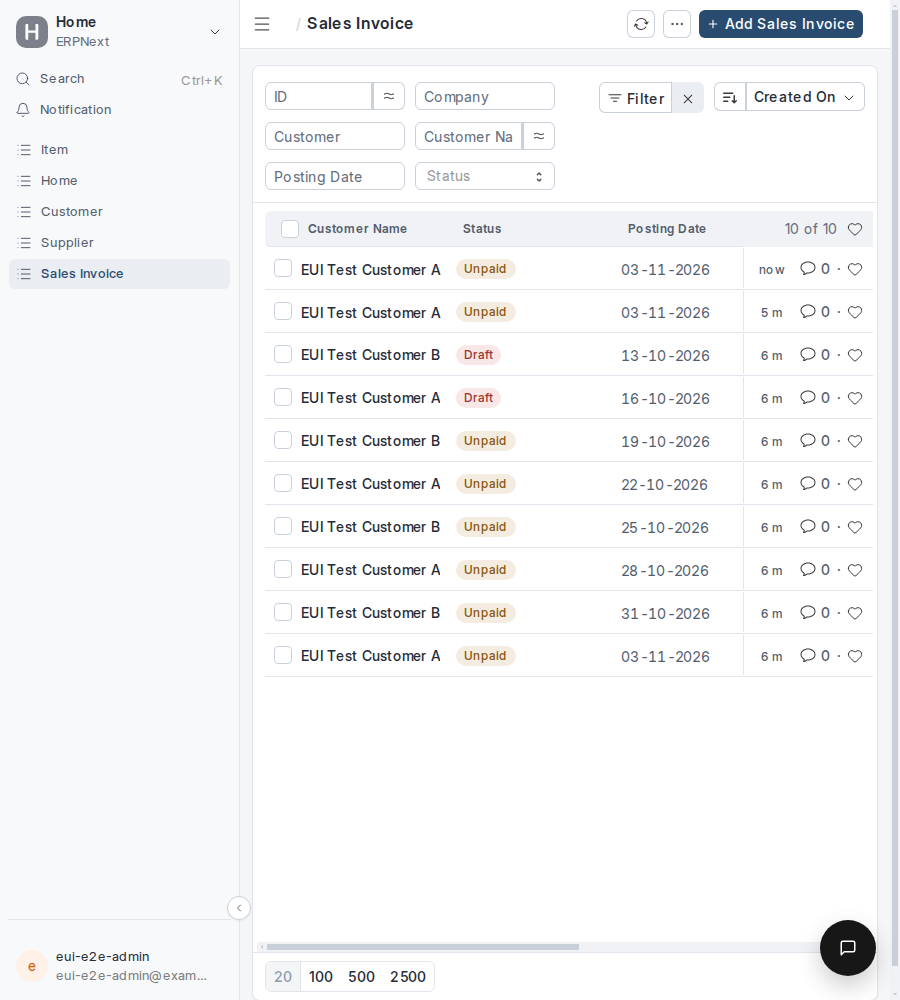 H Home
ERPNext
Search Ctrl+K
Notification
Item
Home
Customer
Supplier
Sales Invoice
e eui-e2e-admin
eui-e2e-admin@exam...
/ Sales Invoice
... + Add Sales Invoice
ID ≈ Company
Filter × Created On
Customer Customer Na ≈
Posting Date Status
Customer Name Status Posting Date 10 of 10
EUI Test Customer A Unpaid 03-11-2026 now 0 ·
EUI Test Customer A Unpaid 03-11-2026 5 m 0 ·
EUI Test Customer B Draft 13-10-2026 6 m 0 ·
EUI Test Customer A Draft 16-10-2026 6 m 0 ·
EUI Test Customer B Unpaid 19-10-2026 6 m 0 ·
EUI Test Customer A Unpaid 22-10-2026 6 m 0 ·
EUI Test Customer B Unpaid 25-10-2026 6 m 0 ·
EUI Test Customer A Unpaid 28-10-2026 6 m 0 ·
EUI Test Customer B Unpaid 31-10-2026 6 m 0 ·
EUI Test Customer A Unpaid 03-11-2026 6 m 0 ·
20 100 500 2500